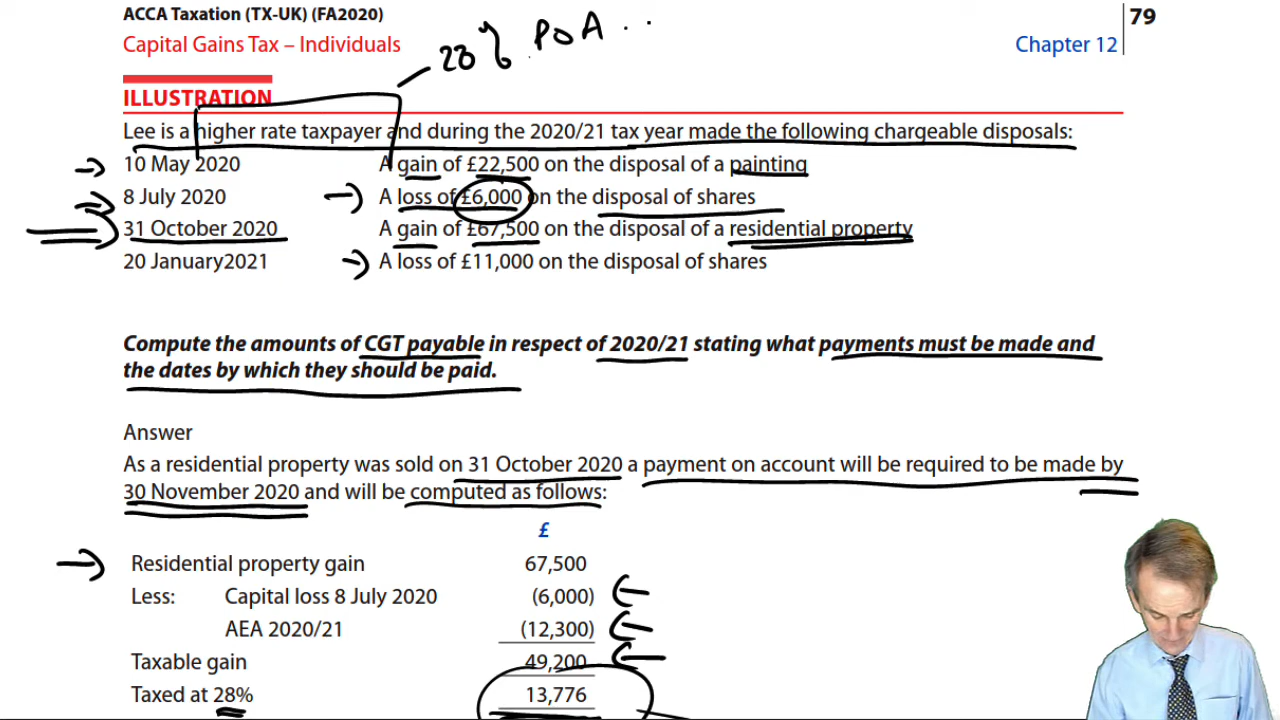 ACCA Taxation (TX-UK) (FA2020)
79
Capital Gains Tax – Individuals
Chapter 12
28% POA . .
ILLUSTRATION
Lee is a higher rate taxpayer and during the 2020/21 tax year made the following chargeable disposals:
10 May 2020 A gain of £22,500 on the disposal of a painting
8 July 2020 A loss of £6,000 on the disposal of shares
31 October 2020 A gain of £67,500 on the disposal of a residential property
20 January2021 A loss of £11,000 on the disposal of shares
Compute the amounts of CGT payable in respect of 2020/21 stating what payments must be made and
the dates by which they should be paid.
Answer
As a residential property was sold on 31 October 2020 a payment on account will be required to be made by
30 November 2020 and will be computed as follows:
£
Residential property gain 67,500
Less: Capital loss 8 July 2020 (6,000)
AEA 2020/21 (12,300)
Taxable gain 49,200
Taxed at 28% 13,776